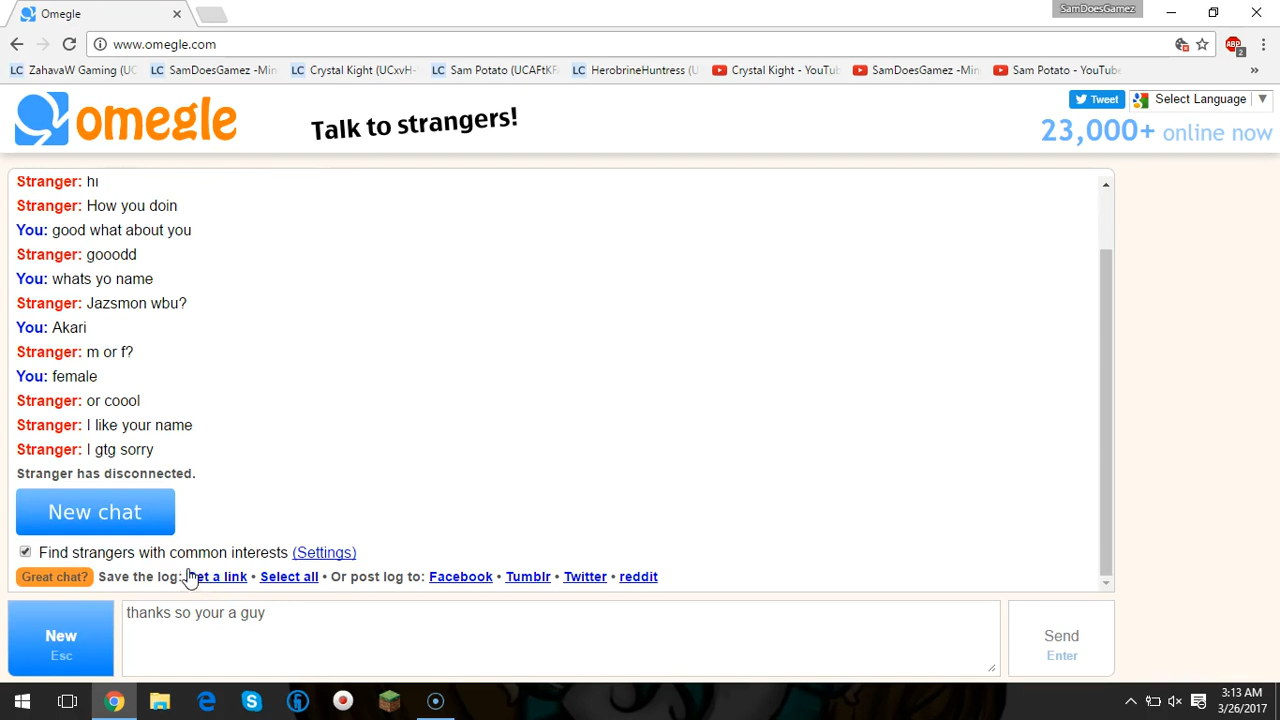 Omegle
SamDoesGamez
www.omegle.com
ABP
2
LC ZahavaW Gaming (UC
LC SamDoesGamez -Min
LC Crystal Kight (UCxvH-
LC Sam Potato (UCAFtKF
LC HerobrineHuntress (U
Crystal Kight - YouTub
SamDoesGamez -Min
Sam Potato - YouTube
omegle
Talk to strangers!
Tweet
Select Language
23,000+ online now
Stranger: hi
Stranger: How you doin
You: good what about you
Stranger: gooodd
You: whats yo name
Stranger: Jazsmon wbu?
You: Akari
Stranger: m or f?
You: female
Stranger: or coool
Stranger: I like your name
Stranger: I gtg sorry
Stranger has disconnected.
New chat
Find strangers with common interests (Settings)
Great chat? Save the log: et a link • Select all • Or post log to: Facebook • Tumblr • Twitter • reddit
New
Esc
thanks so your a guy
Send
Enter
3:13 AM
3/26/2017